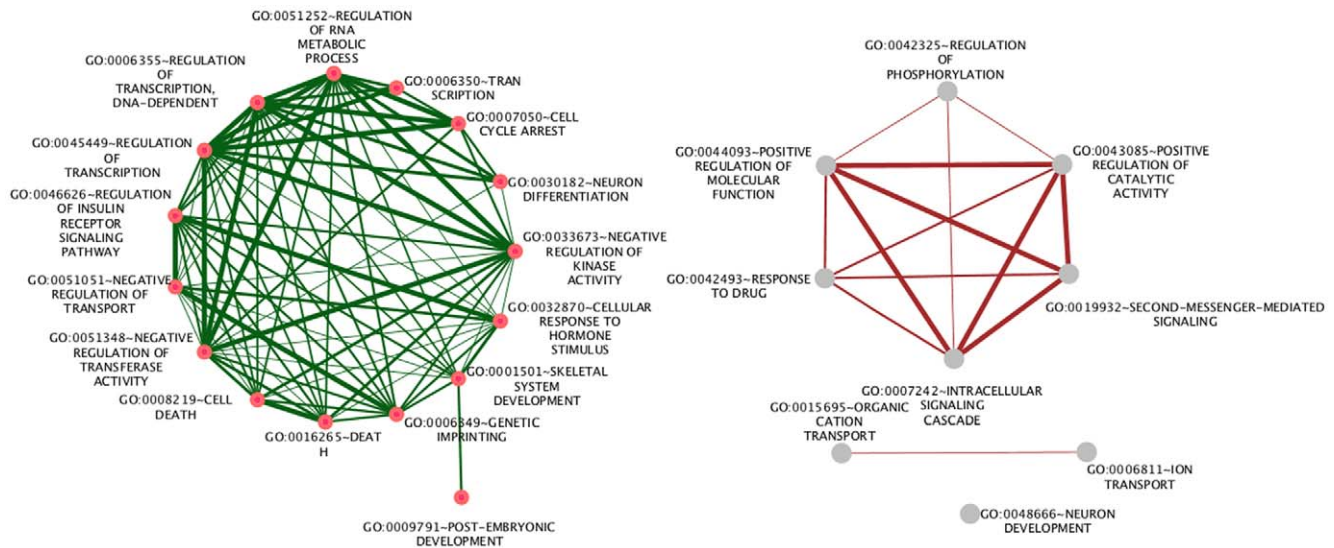 GO:0051252~REGULATION
OF RNA
METABOLIC
PROCESS
GO:0006355~REGULATION
OF
TRANSCRIPTION,
DNA-DEPENDENT
GO:0006350~TRAN
SCRIPTION
GO:0007050~CELL
CYCLE ARREST
GO:0045449~REGULATION
OF
TRANSCRIPTION
GO:0030182~NEURON
DIFFERENTIATION
GO:0046626~REGULATION
OF INSULIN
RECEPTOR
SIGNALING
PATHWAY
GO:0033673~NEGATIVE
REGULATION OF
KINASE
ACTIVITY
GO:0051051~NEGATIVE
REGULATION OF
TRANSPORT
GO:0032870~CELLULAR
RESPONSE TO
HORMONE
STIMULUS
GO:0051348~NEGATIVE
REGULATION OF
TRANSFERASE
ACTIVITY
GO:0001501~SKELETAL
SYSTEM
DEVELOPMENT
GO:0008219~CELL
DEATH
GO:0006349~GENETIC
IMPRINTING
GO:0016265~DEAT
H
GO:0009791~POST-EMBRYONIC
DEVELOPMENT
GO:0042325~REGULATION
OF
PHOSPHORYLATION
GO:0044093~POSITIVE
REGULATION OF
MOLECULAR
FUNCTION
GO:0043085~POSITIVE
REGULATION OF
CATALYTIC
ACTIVITY
GO:0042493~RESPONSE
TO DRUG
GO:0019932~SECOND-MESSENGER-MEDIATED
SIGNALING
GO:0007242~INTRACELLULAR
SIGNALING
CASCADE
GO:0015695~ORGANIC
CATION
TRANSPORT
GO:0006811~ION
TRANSPORT
GO:0048666~NEURON
DEVELOPMENT